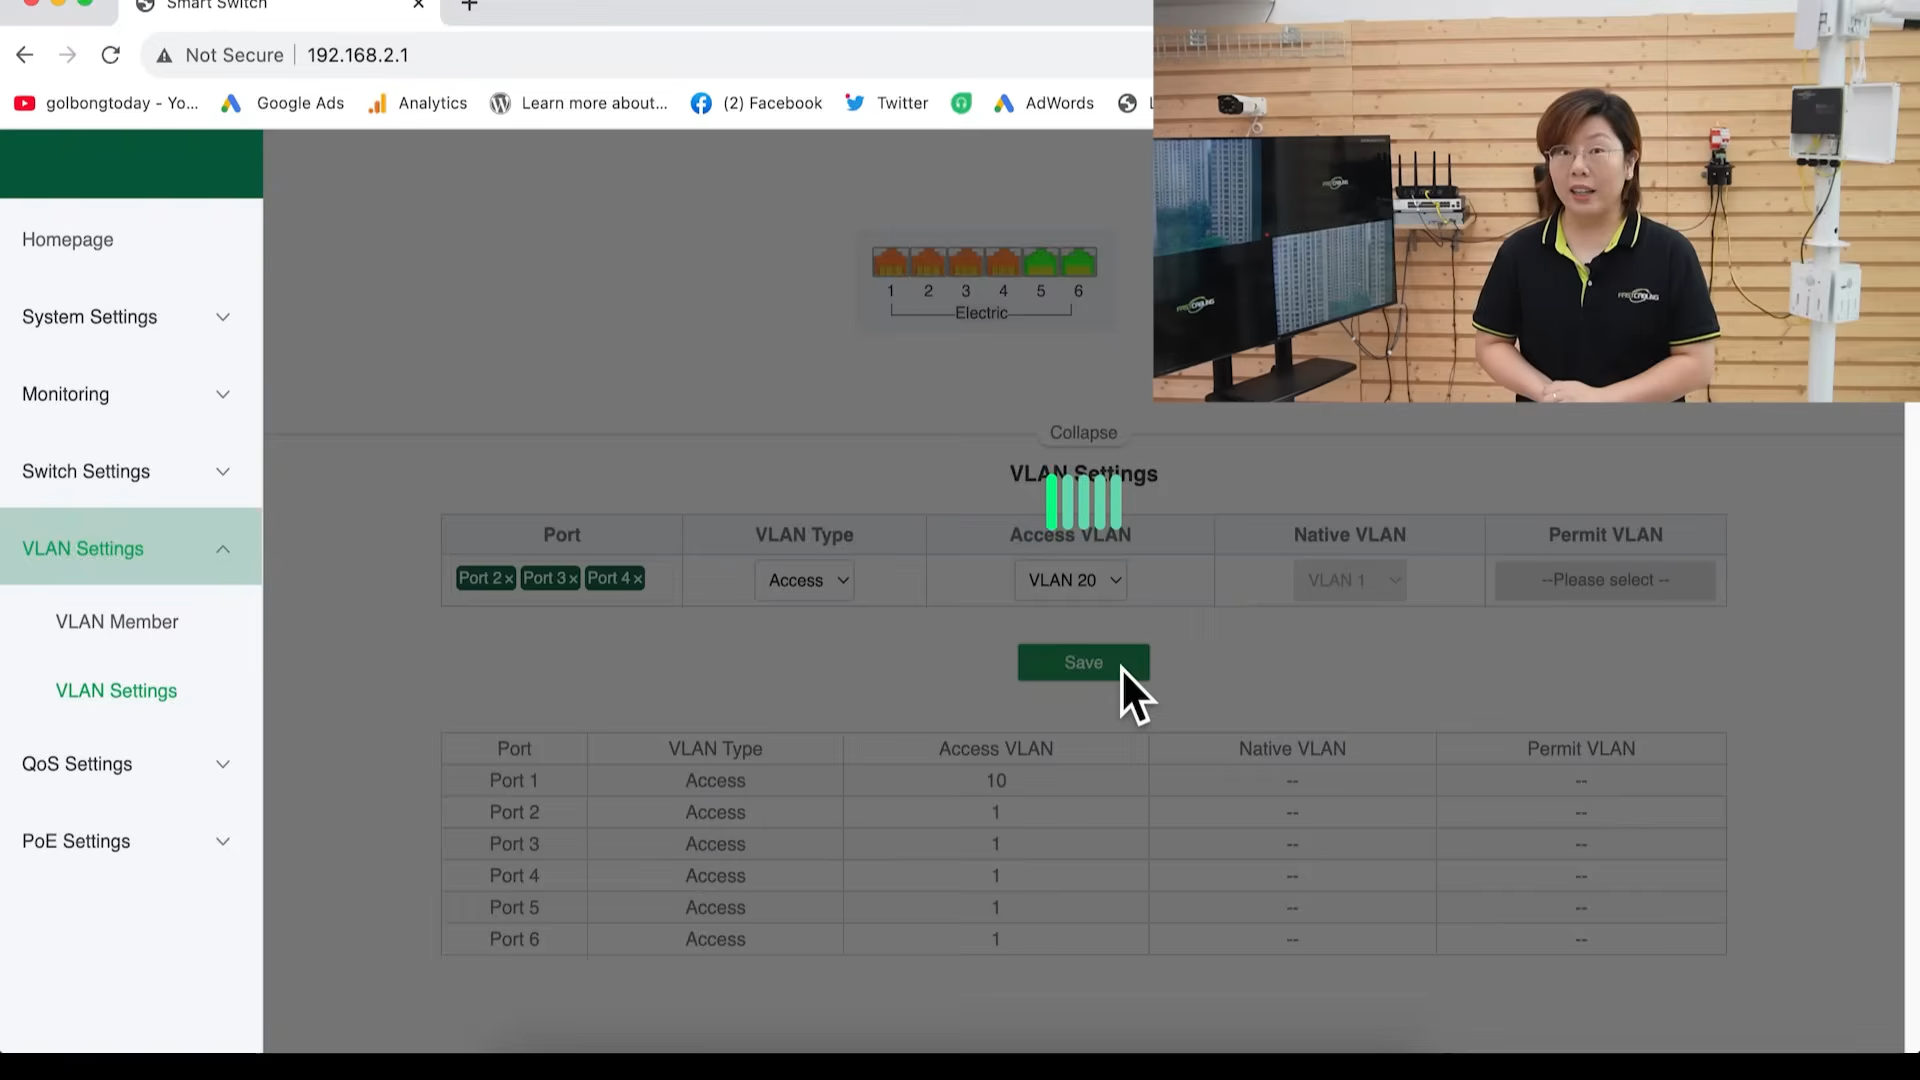 Smart Switch
Not Secure 192.168.2.1
golbongtoday - Yo... Google Ads Analytics Learn more about... (2) Facebook Twitter AdWords
Homepage
System Settings
Monitoring
Switch Settings
VLAN Settings
VLAN Member
VLAN Settings
QoS Settings
PoE Settings
1 2 3 4 5 6
Electric
Collapse
VLAN Settings
Port VLAN Type Access VLAN Native VLAN Permit VLAN
Port 2× Port 3× Port 4× Access VLAN 20 VLAN 1 --Please select --
Save
Port VLAN Type Access VLAN Native VLAN Permit VLAN
Port 1 Access 10 -- --
Port 2 Access 1 -- --
Port 3 Access 1 -- --
Port 4 Access 1 -- --
Port 5 Access 1 -- --
Port 6 Access 1 -- --
FASTCABLING
FASTCABLING
FASTCABLING